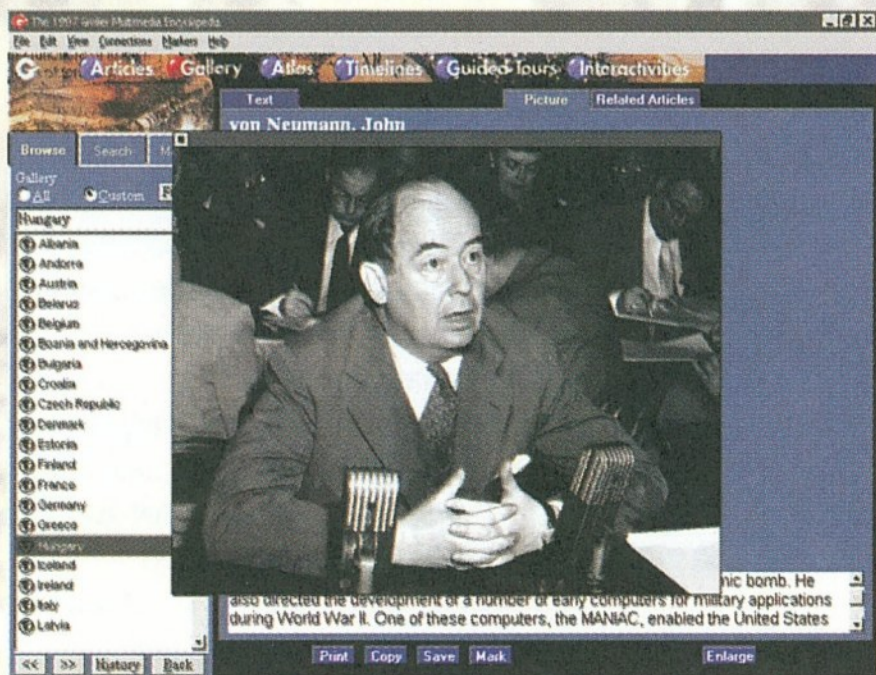 The 1997 Grolier Multimedia Encyclopedia
File Edit View Connections Markers Help
G Articles Gallery Atlas Timelines Guided Tours Interactivities
Text Picture Related Articles
von Neumann, John
Browse Search
Gallery
All Custom
Hungary
Albania
Andorra
Austria
Belarus
Belgium
Bosnia and Hercegovina
Bulgaria
Croatia
Czech Republic
Denmark
Estonia
Finland
France
Germany
Greece
Hungary
Iceland
Ireland
Italy
Latvia
bomb. He
also directed the development of a number of early computers for military applications
during World War II. One of these computers, the MANIAC, enabled the United States
<< >> History Back
Print Copy Save Mark Enlarge